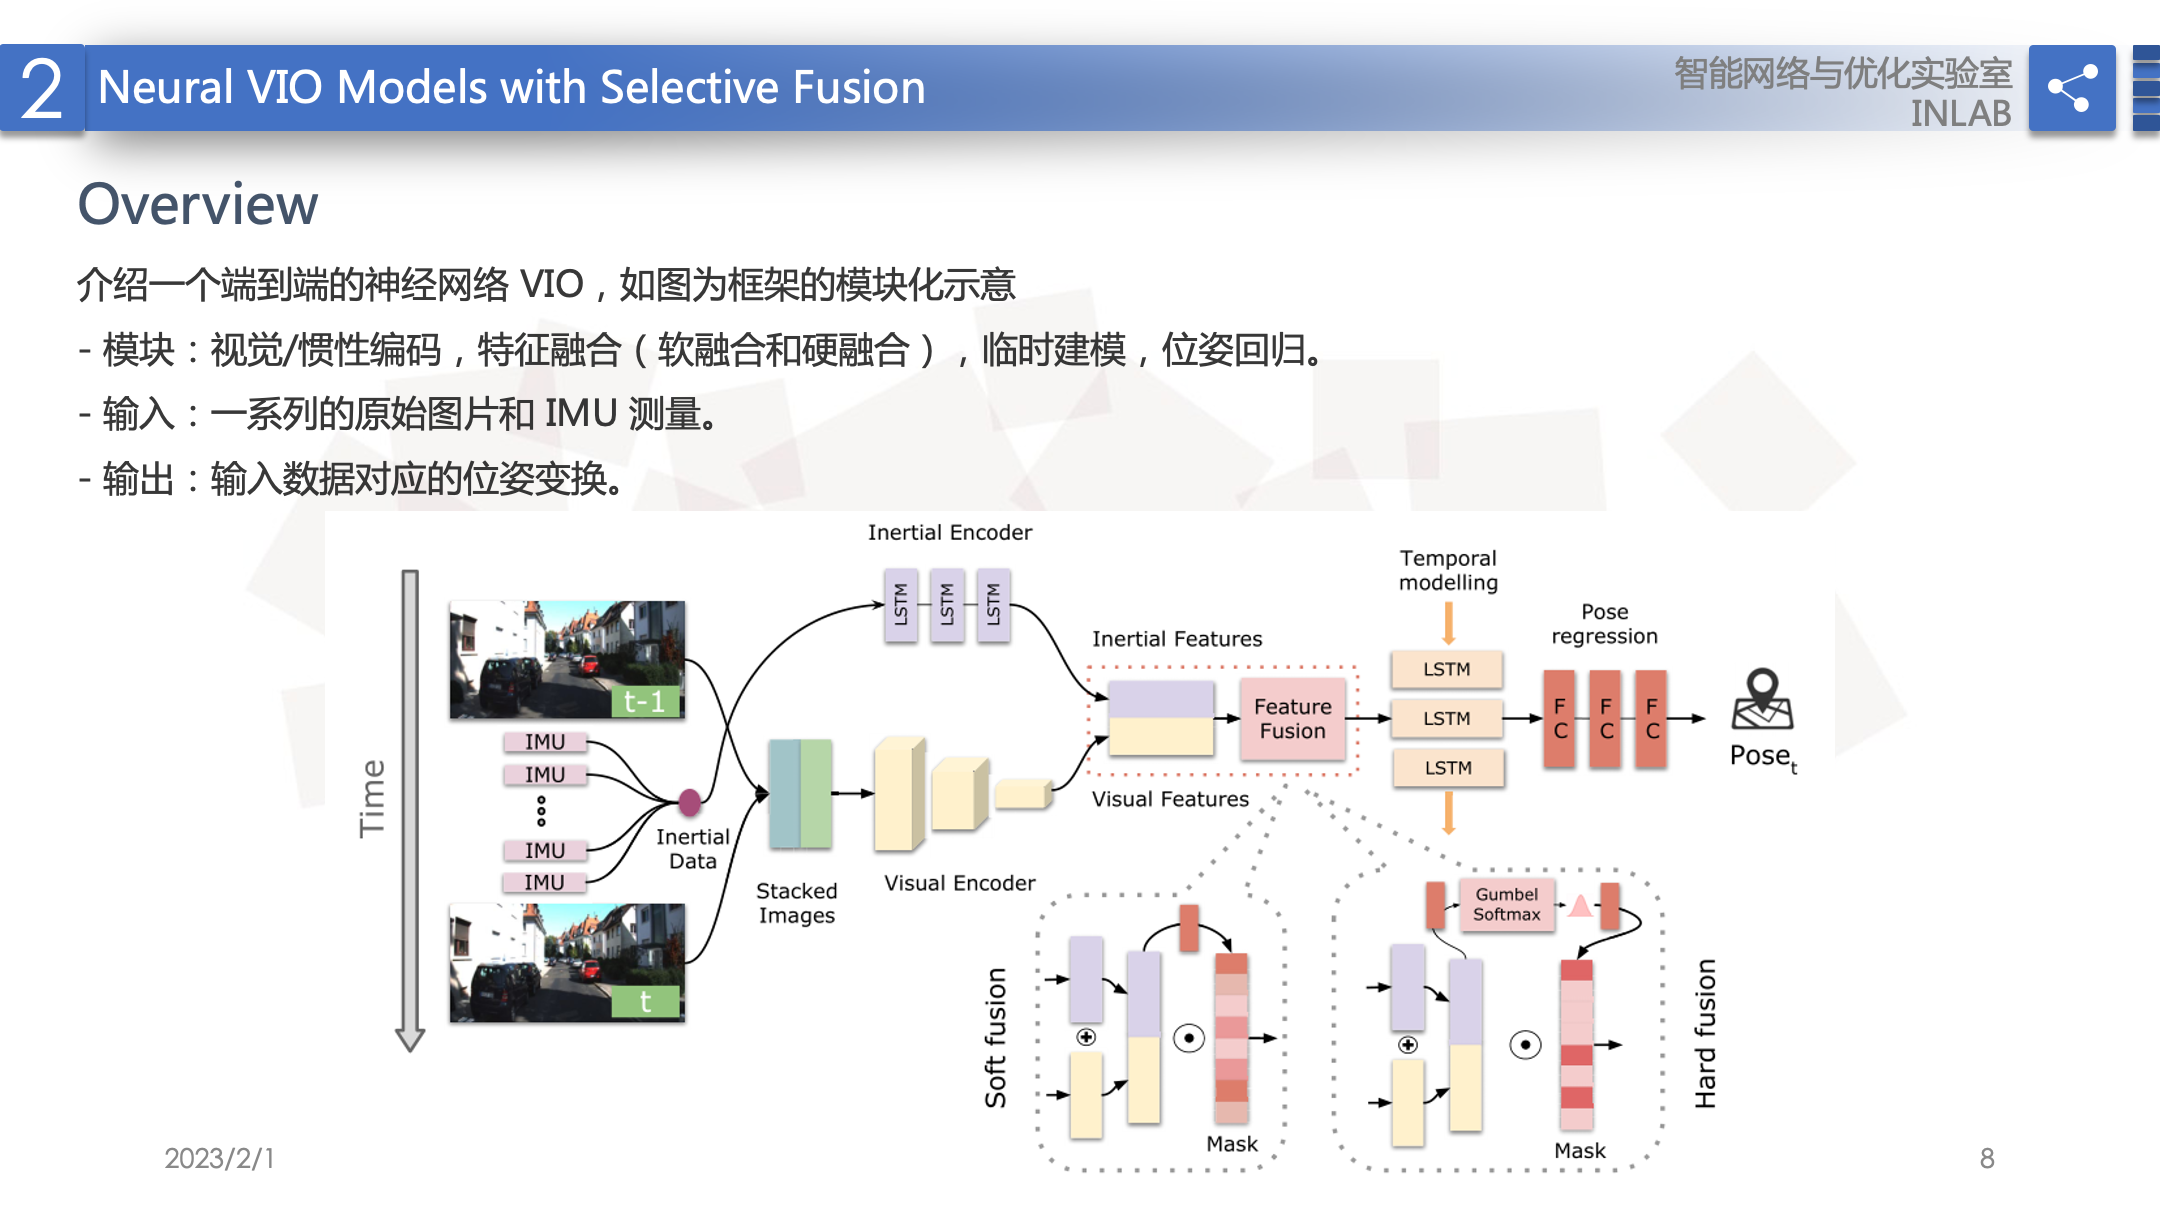 2
Neural VIO Models with Selective Fusion
智能网络与优化实验室
INLAB
Overview
介绍一个端到端的神经网络 VIO，如图为框架的模块化示意
- 模块：视觉/惯性编码，特征融合（软融合和硬融合），临时建模，位姿回归。
- 输入：一系列的原始图片和 IMU 测量。
- 输出：输入数据对应的位姿变换。
Time
t-1
IMU
IMU
IMU
IMU
t
Inertial
Data
Stacked
Images
Inertial Encoder
LSTM
LSTM
LSTM
Visual Encoder
Inertial Features
Visual Features
Feature
Fusion
Temporal
modelling
LSTM
LSTM
LSTM
Pose
regression
FC
FC
FC
Poset
Soft fusion
Mask
Gumbel
Softmax
Mask
Hard fusion
2023/2/1
8